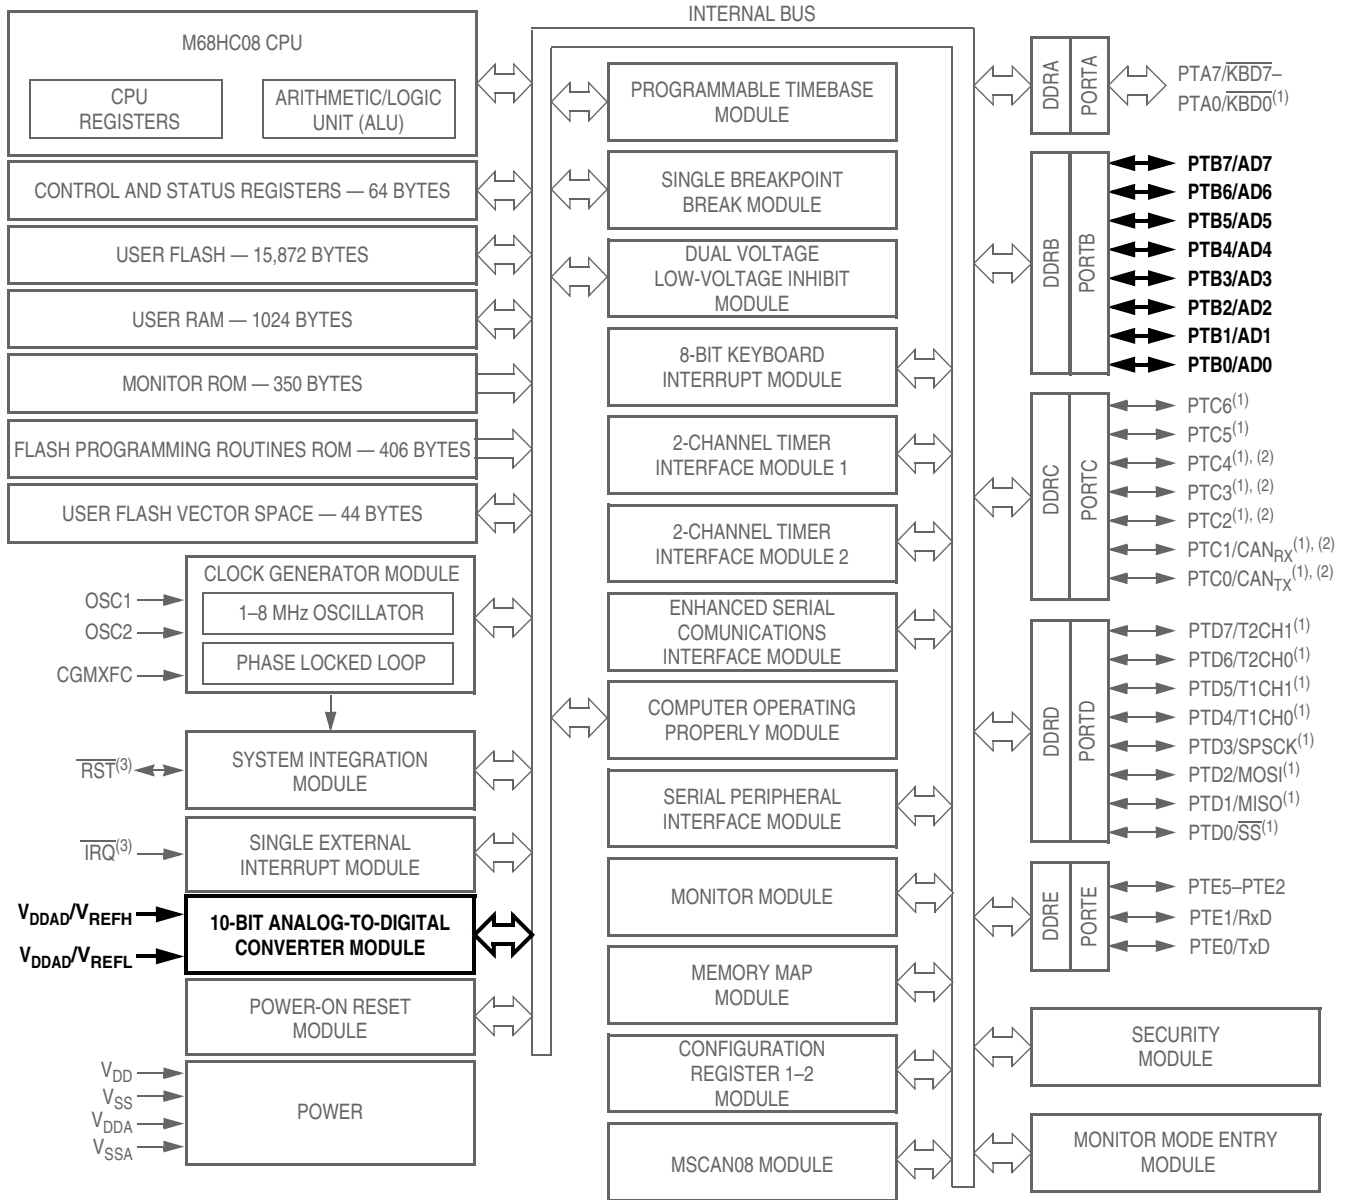 INTERNAL BUS
M68HC08 CPU
CPU
REGISTERS
ARITHMETIC/LOGIC
UNIT (ALU)
CONTROL AND STATUS REGISTERS — 64 BYTES
USER FLASH — 15,872 BYTES
USER RAM — 1024 BYTES
MONITOR ROM — 350 BYTES
FLASH PROGRAMMING ROUTINES ROM — 406 BYTES
USER FLASH VECTOR SPACE — 44 BYTES
CLOCK GENERATOR MODULE
1–8 MHz OSCILLATOR
PHASE LOCKED LOOP
OSC1
OSC2
CGMXFC
SYSTEM INTEGRATION
MODULE
RST(3)
SINGLE EXTERNAL
INTERRUPT MODULE
IRQ(3)
10-BIT ANALOG-TO-DIGITAL
CONVERTER MODULE
VDDAD/VREFH
VDDAD/VREFL
POWER-ON RESET
MODULE
POWER
VDD
VSS
VDDA
VSSA
PROGRAMMABLE TIMEBASE
MODULE
SINGLE BREAKPOINT
BREAK MODULE
DUAL VOLTAGE
LOW-VOLTAGE INHIBIT
MODULE
8-BIT KEYBOARD
INTERRUPT MODULE
2-CHANNEL TIMER
INTERFACE MODULE 1
2-CHANNEL TIMER
INTERFACE MODULE 2
ENHANCED SERIAL
COMUNICATIONS
INTERFACE MODULE
COMPUTER OPERATING
PROPERLY MODULE
SERIAL PERIPHERAL
INTERFACE MODULE
MONITOR MODULE
MEMORY MAP
MODULE
CONFIGURATION
REGISTER 1–2
MODULE
MSCAN08 MODULE
DDRA
PORTA
PTA7/KBD7–
PTA0/KBD0(1)
DDRB
PORTB
PTB7/AD7
PTB6/AD6
PTB5/AD5
PTB4/AD4
PTB3/AD3
PTB2/AD2
PTB1/AD1
PTB0/AD0
DDRC
PORTC
PTC6(1)
PTC5(1)
PTC4(1), (2)
PTC3(1), (2)
PTC2(1), (2)
PTC1/CANRX(1), (2)
PTC0/CANTX(1), (2)
DDRD
PORTD
PTD7/T2CH1(1)
PTD6/T2CH0(1)
PTD5/T1CH1(1)
PTD4/T1CH0(1)
PTD3/SPSCK(1)
PTD2/MOSI(1)
PTD1/MISO(1)
PTD0/SS(1)
DDRE
PORTE
PTE5–PTE2
PTE1/RxD
PTE0/TxD
SECURITY
MODULE
MONITOR MODE ENTRY
MODULE